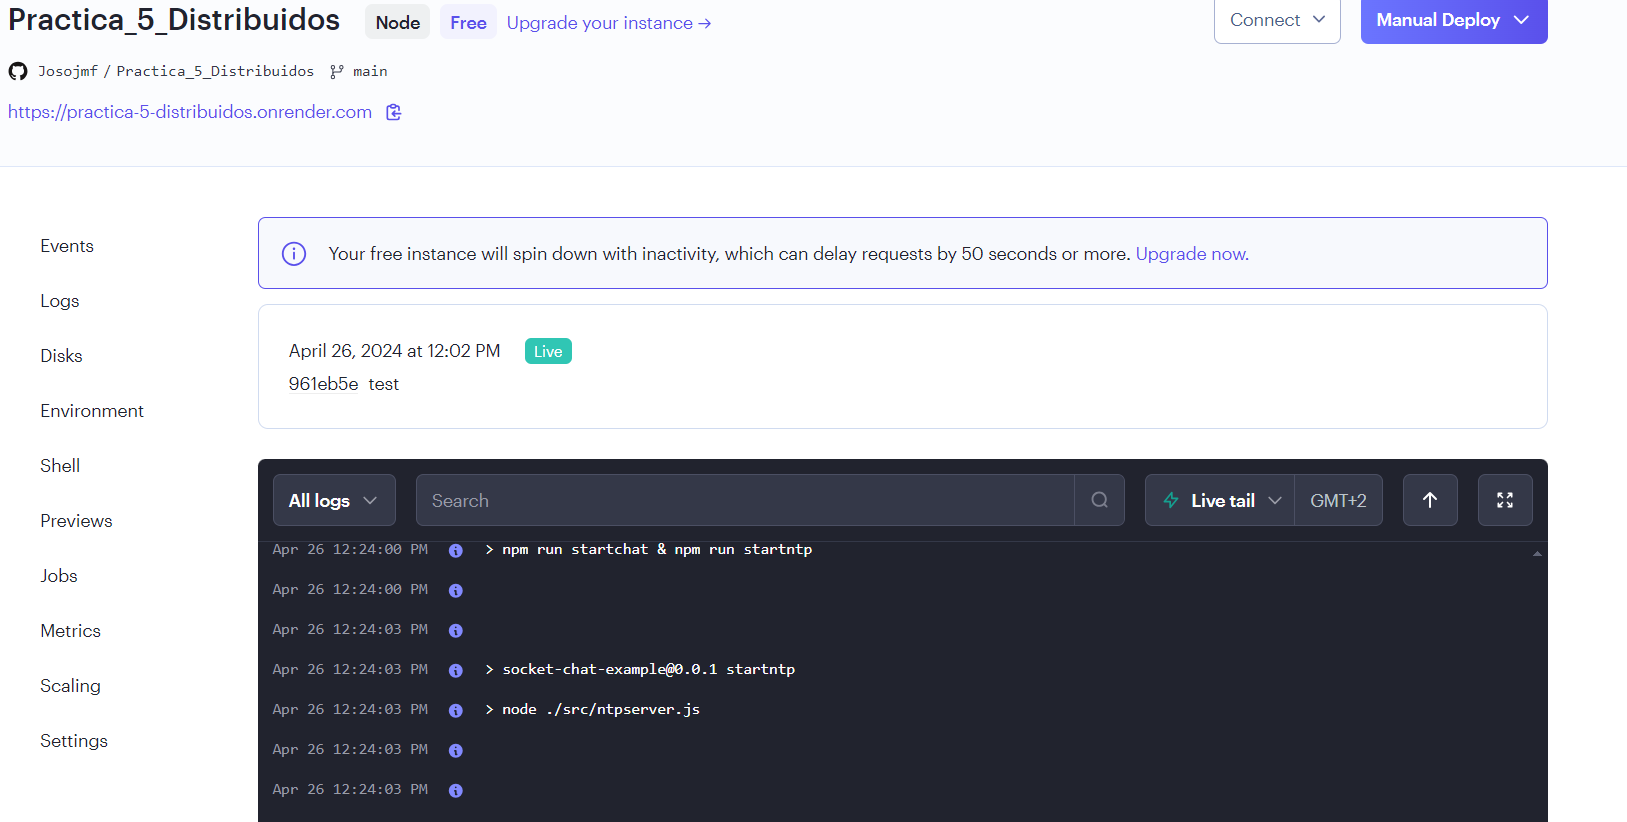 Practica_5_Distribuidos Node Free Upgrade your instance → Connect Manual Deploy
Josojmf / Practica_5_Distribuidos main
https://practica-5-distribuidos.onrender.com
Events
Logs
Disks
Environment
Shell
Previews
Jobs
Metrics
Scaling
Settings
Your free instance will spin down with inactivity, which can delay requests by 50 seconds or more. Upgrade now.
April 26, 2024 at 12:02 PM Live
961eb5e test
All logs Search Live tail GMT+2
Apr 26 12:24:00 PM > npm run startchat & npm run startntp
Apr 26 12:24:00 PM
Apr 26 12:24:03 PM
Apr 26 12:24:03 PM > socket-chat-example@0.0.1 startntp
Apr 26 12:24:03 PM > node ./src/ntpserver.js
Apr 26 12:24:03 PM
Apr 26 12:24:03 PM